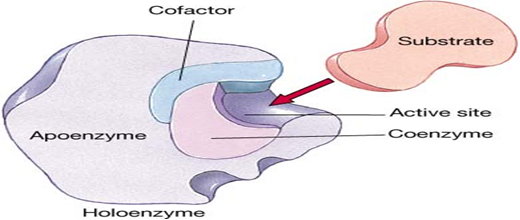 Cofactor
Substrate
Active site
Apoenzyme
Coenzyme
Holoenzyme